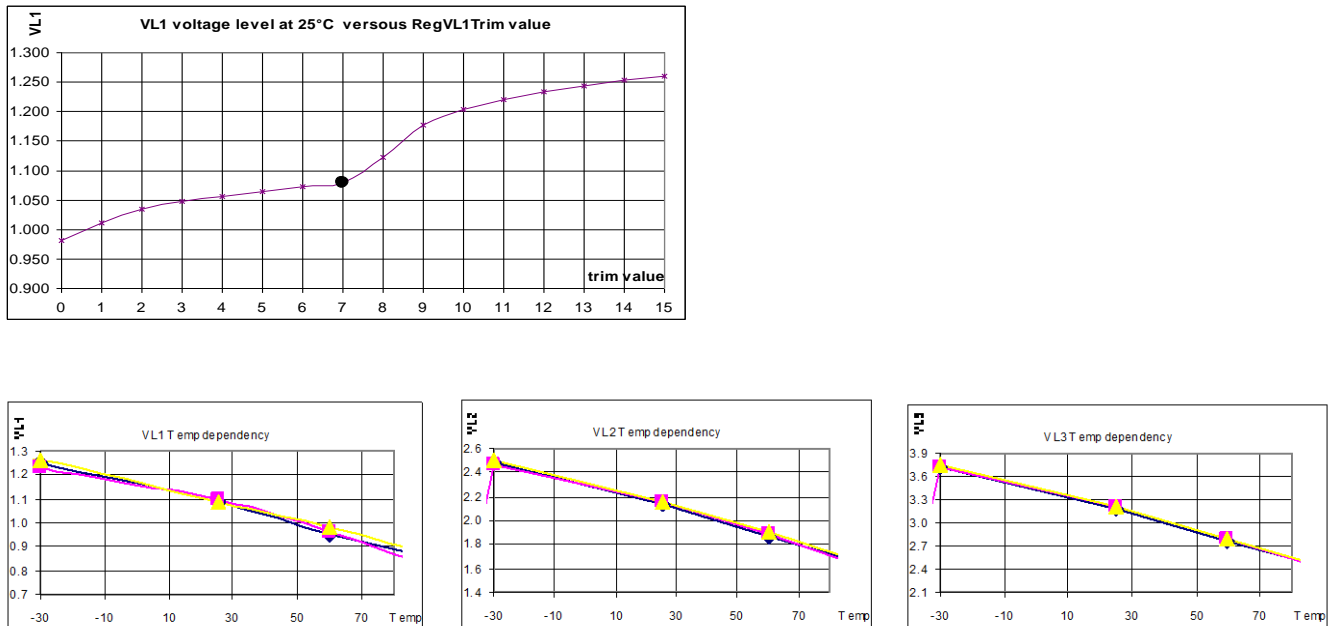 VL1
VL1 voltage level at 25°C versous RegVL1Trim value
1.300
1.250
1.200
1.150
1.100
1.050
1.000
0.950
0.900
trim value
0 1 2 3 4 5 6 7 8 9 10 11 12 13 14 15
VL1
VL1 Temp dependency
1.3
1.2
1.1
1.0
0.9
0.8
0.7
-30 -10 10 30 50 70 Temp
VL2
VL2 Temp dependency
2.6
2.4
2.2
2.0
1.8
1.6
1.4
-30 -10 10 30 50 70 Temp
VL3
VL3 Temp dependency
3.9
3.6
3.3
3.0
2.7
2.4
2.1
-30 -10 10 30 50 70 Temp